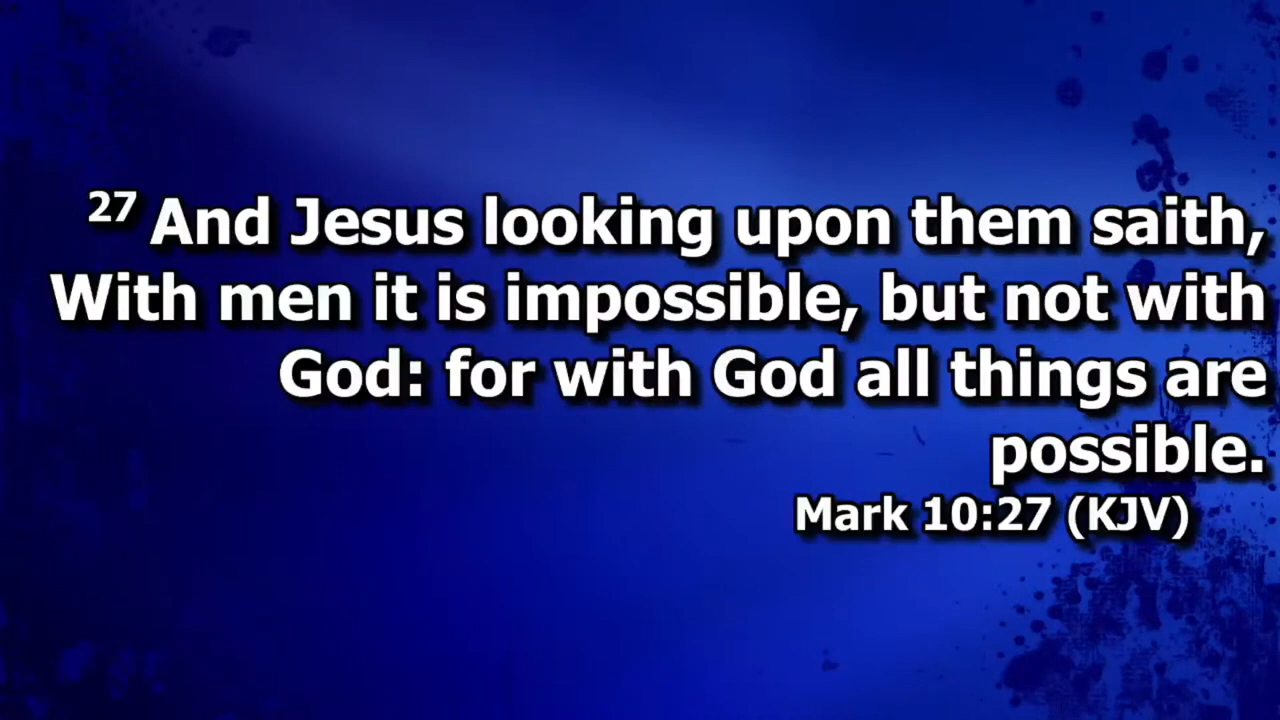 27 And Jesus looking upon them saith,
With men it is impossible, but not with
God: for with God all things are
possible.
Mark 10:27 (KJV)